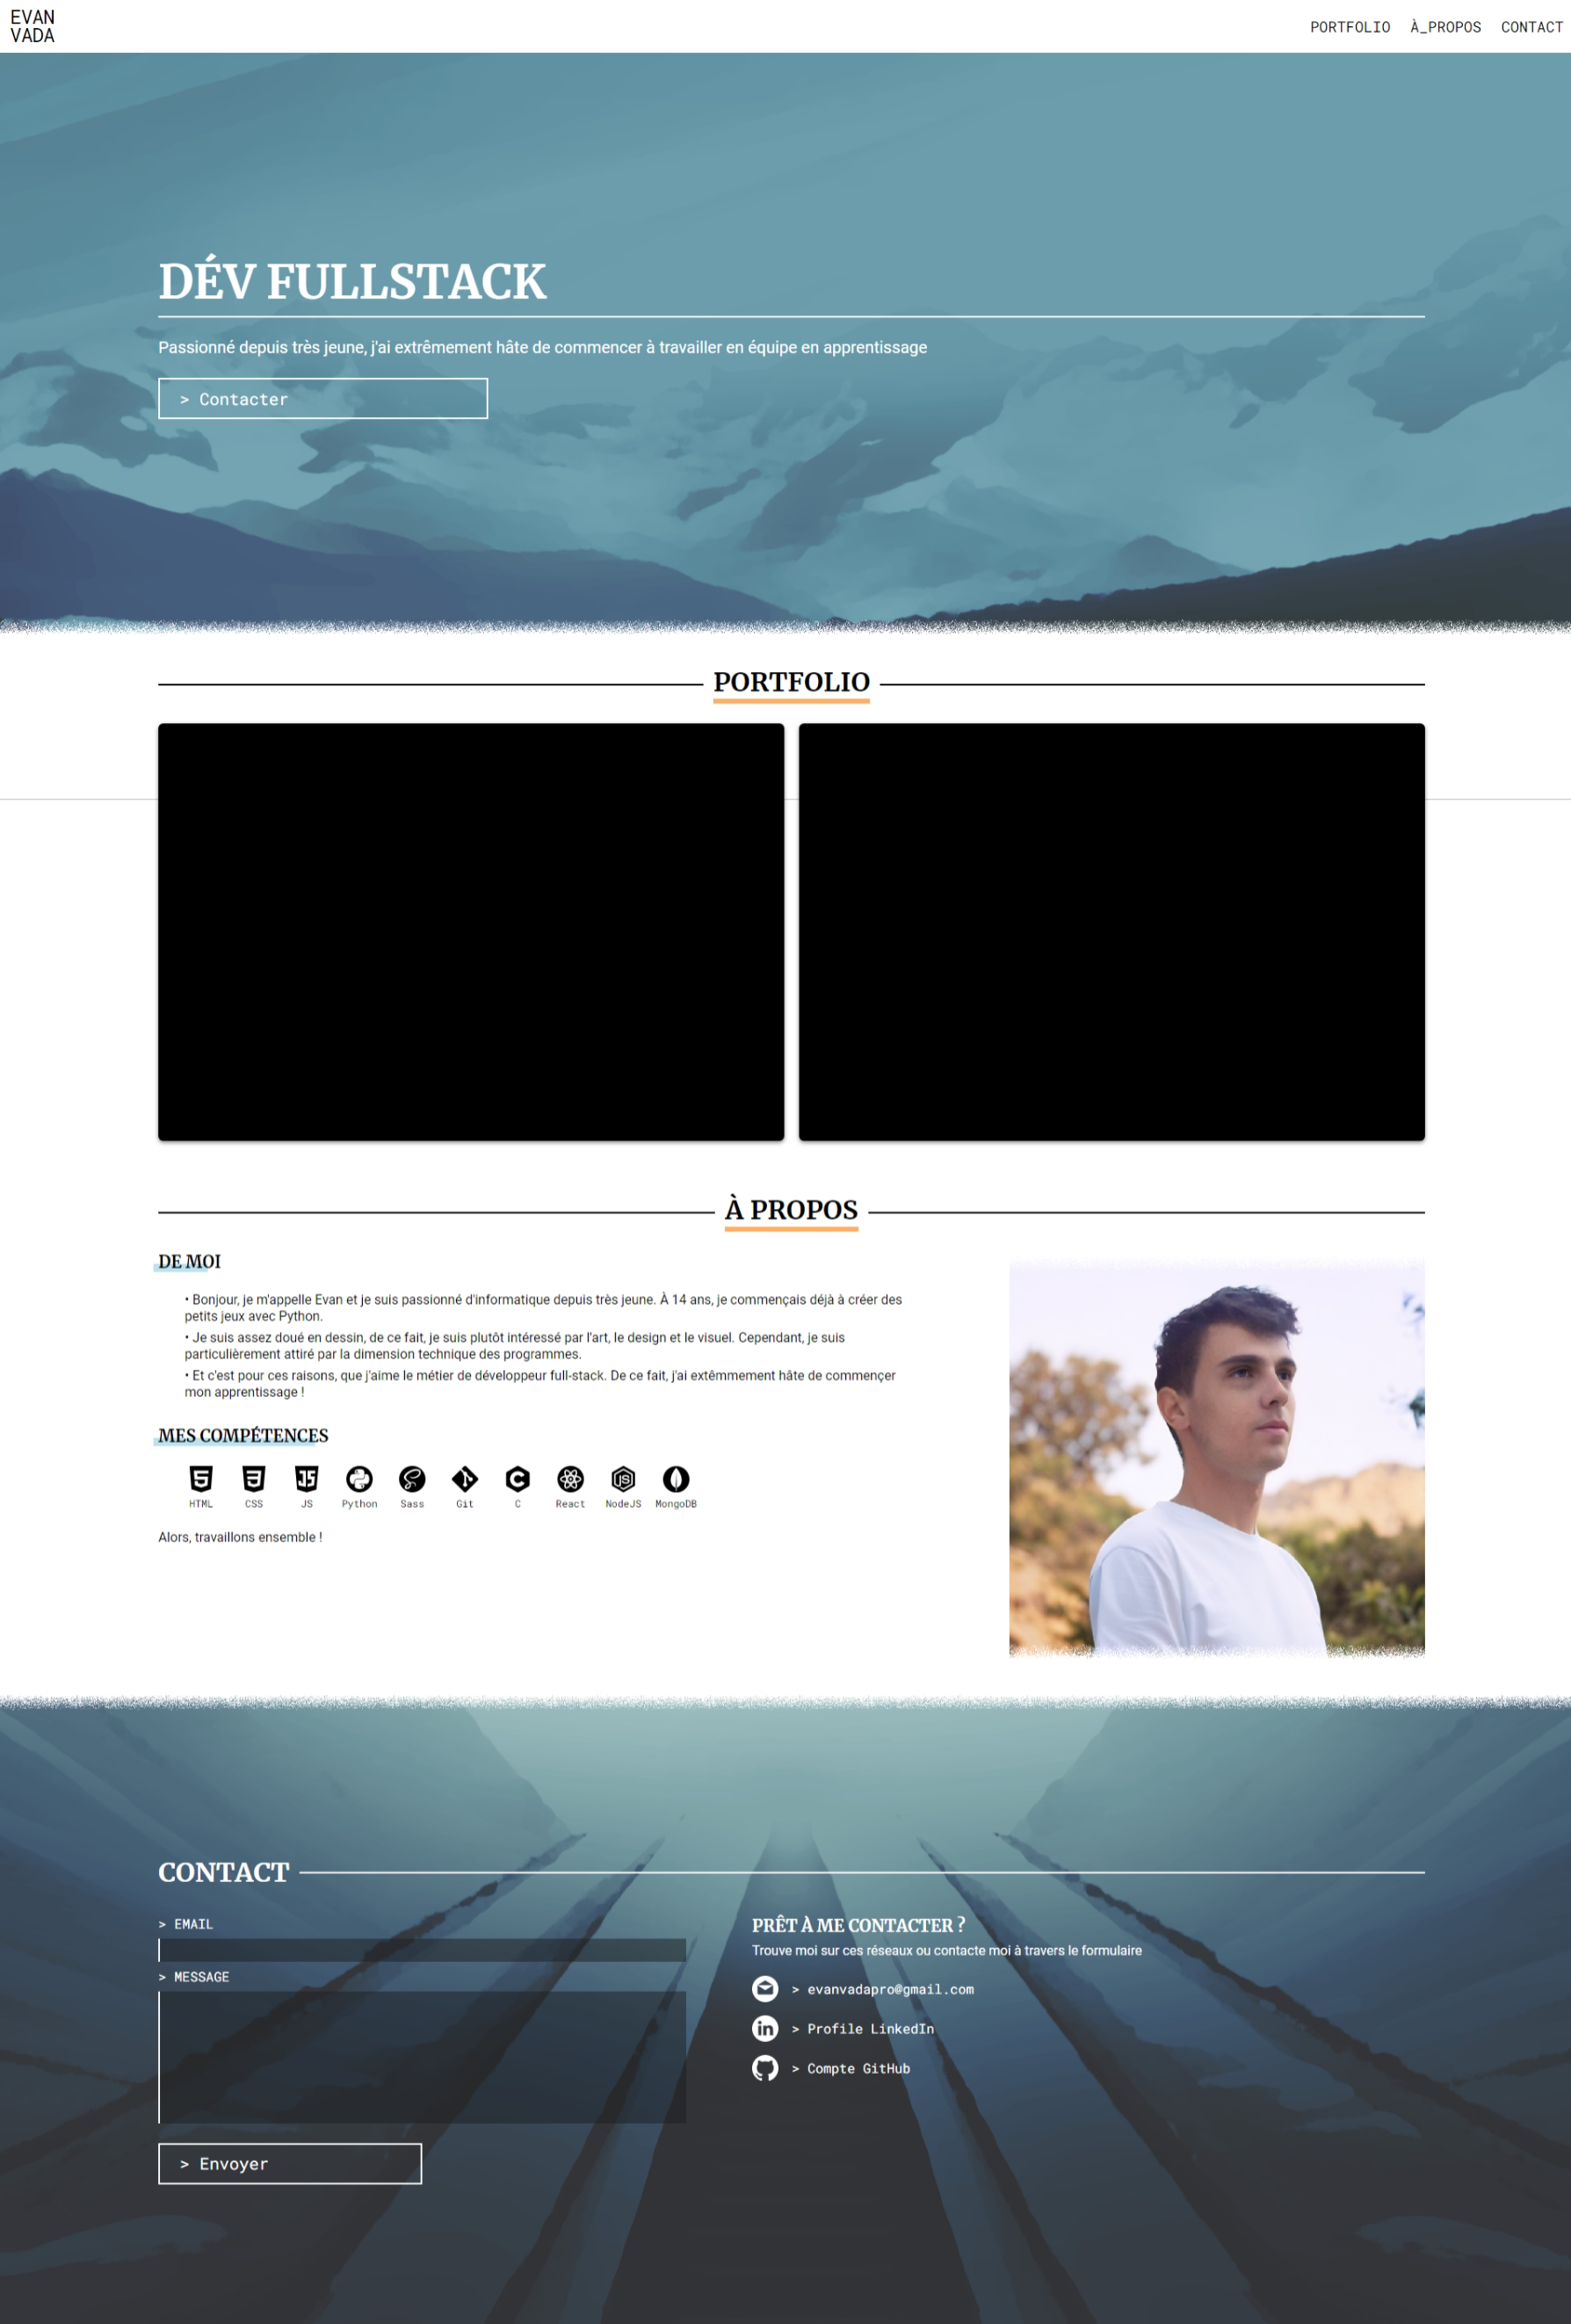 EVAN
VADA
PORTFOLIO À_PROPOS CONTACT
DÉV FULLSTACK
Passionné depuis très jeune, j'ai extrêmement hâte de commencer à travailler en équipe en apprentissage
> Contacter
PORTFOLIO
À PROPOS
DE MOI
• Bonjour, je m'appelle Evan et je suis passionné d'informatique depuis très jeune. À 14 ans, je commençais déjà à créer des
petits jeux avec Python.
• Je suis assez doué en dessin, de ce fait, je suis plutôt intéressé par l'art, le design et le visuel. Cependant, je suis
particulièrement attiré par la dimension technique des programmes.
• Et c'est pour ces raisons, que j'aime le métier de développeur full-stack. De ce fait, j'ai extêmmement hâte de commençer
mon apprentissage !
MES COMPÉTENCES
HTML CSS JS Python Sass Git C React NodeJS MongoDB
Alors, travaillons ensemble !
CONTACT
> EMAIL
> MESSAGE
> Envoyer
PRÊT À ME CONTACTER ?
Trouve moi sur ces réseaux ou contacte moi à travers le formulaire
> evanvadapro@gmail.com
> Profile LinkedIn
> Compte GitHub